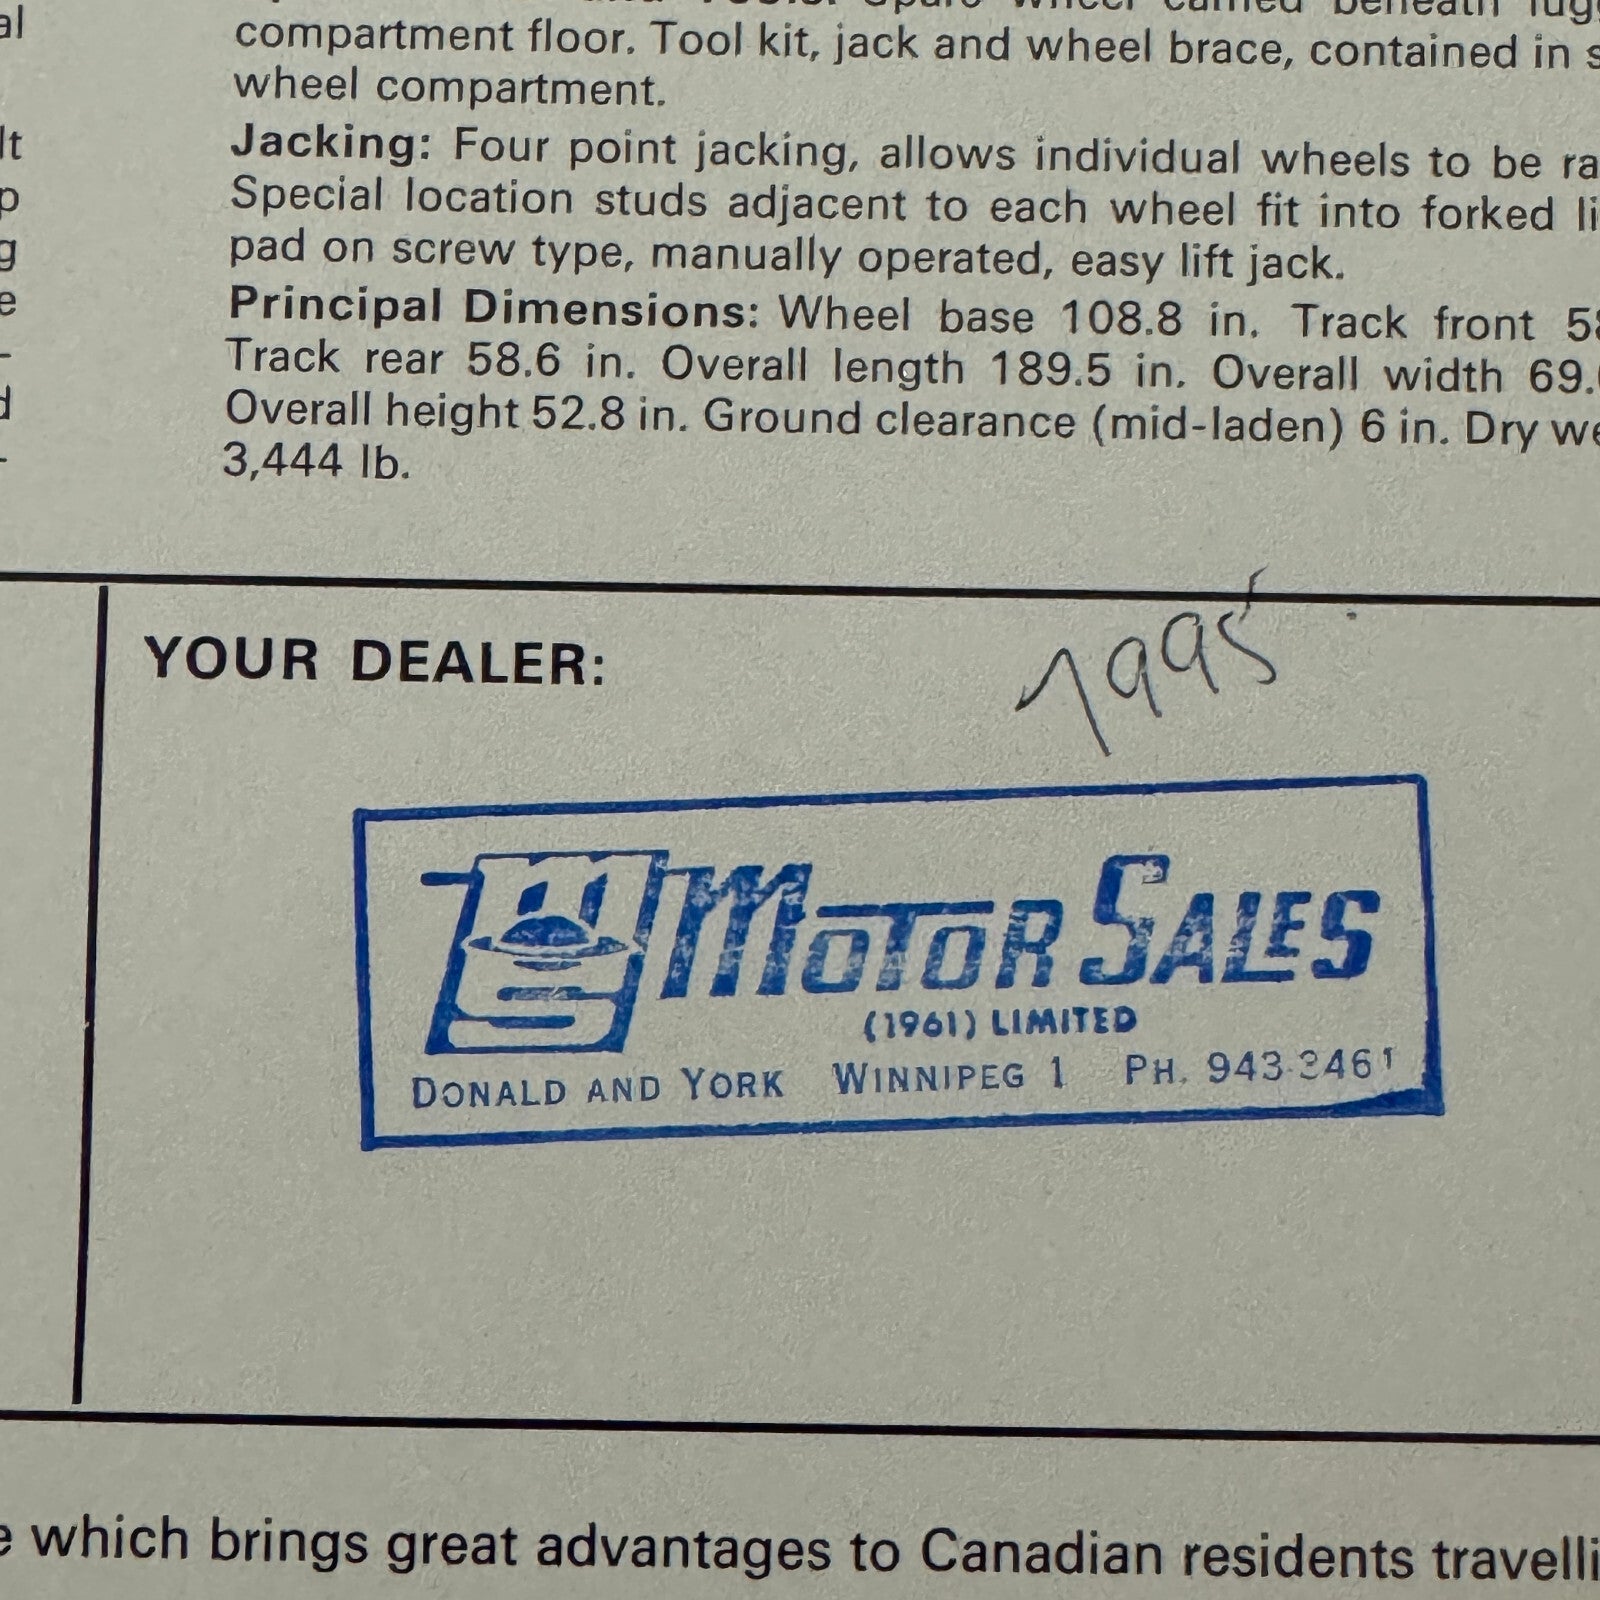 compartment floor. Tool kit, jack and wheel brace, contained in
wheel compartment.
Jacking: Four point jacking, allows individual wheels to be
Special location studs adjacent to each wheel fit into forked
pad on screw type, manually operated, easy lift jack.
Principal Dimensions: Wheel base 108.8 in. Track front
Track rear 58.6 in. Overall length 189.5 in. Overall width
Overall height 52.8 in. Ground clearance (mid-laden) 6 in. Dry
3,444 lb.
YOUR DEALER:
1995
MOTOR SALES
(1961) LIMITED
DONALD AND YORK WINNIPEG 1 PH.
which brings great advantages to Canadian residents